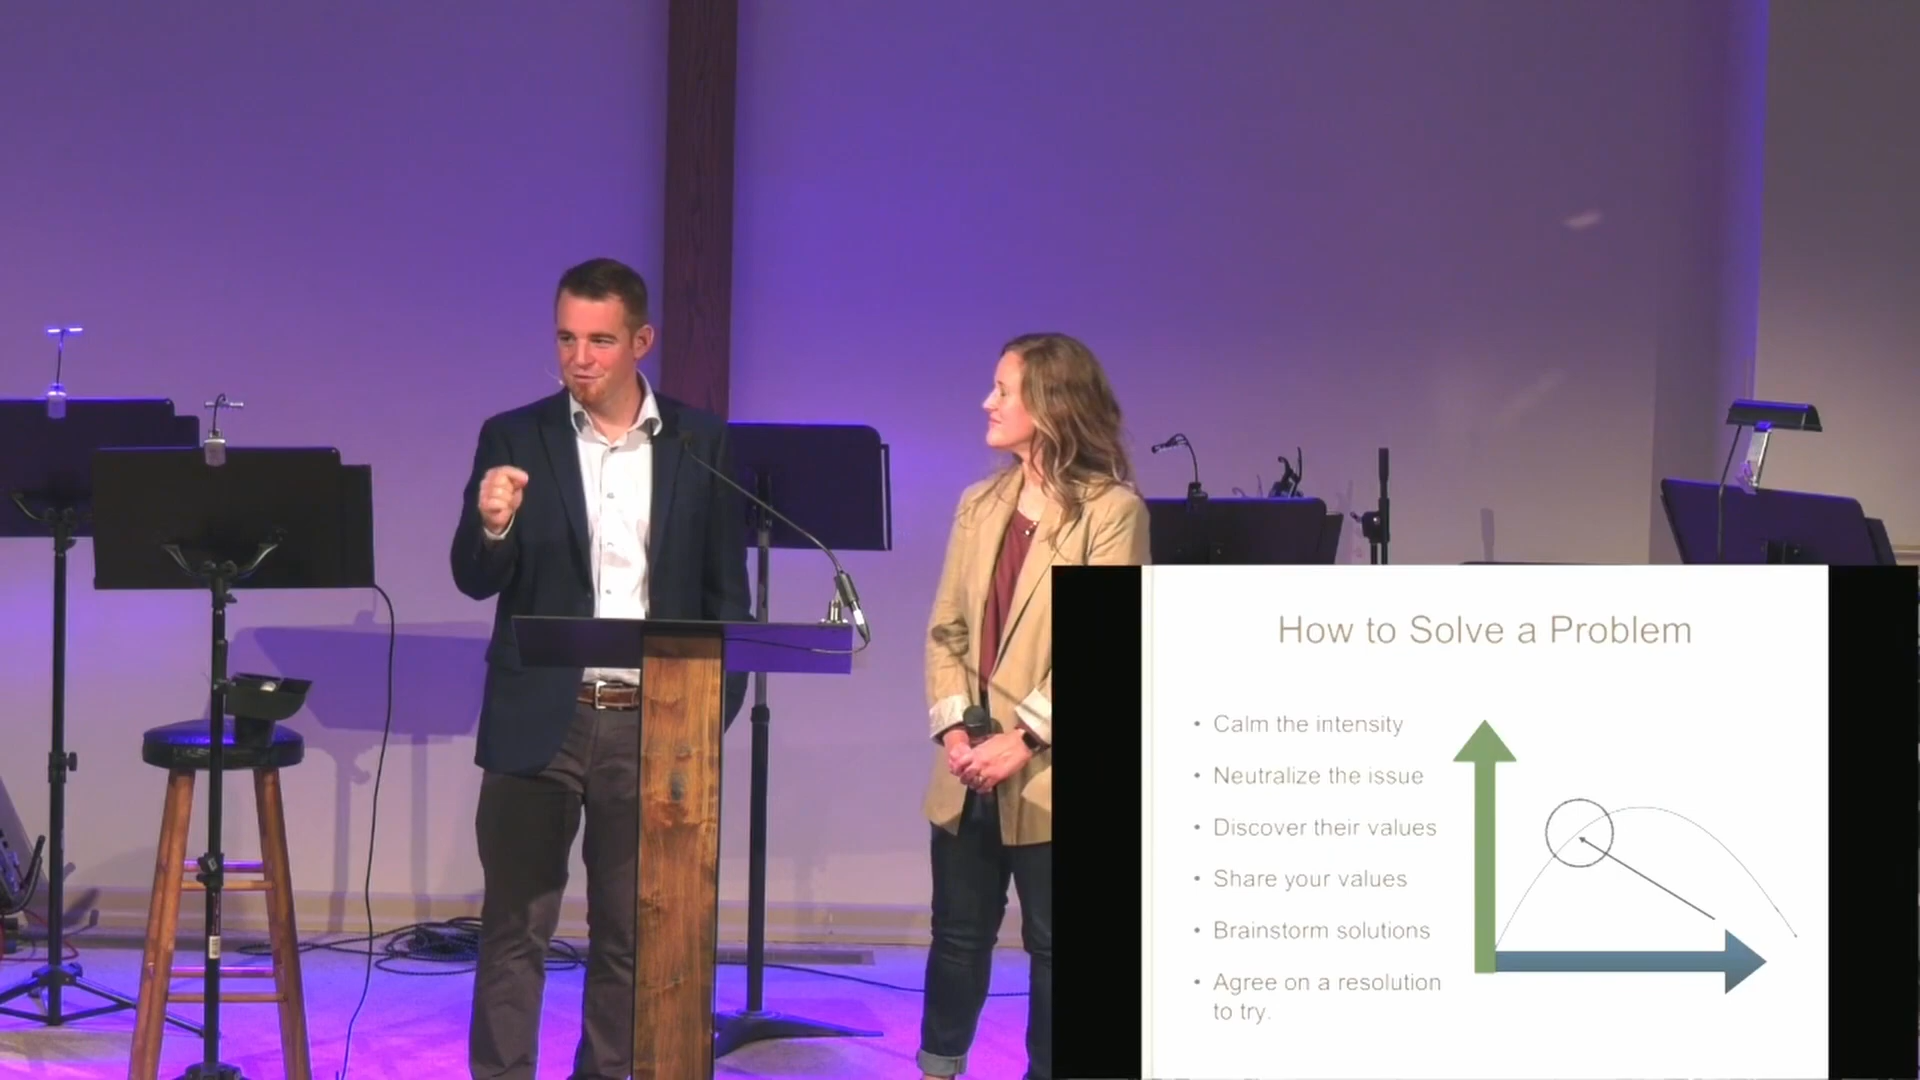 How to Solve a Problem
• Calm the intensity
• Neutralize the issue
• Discover their values
• Share your values
• Brainstorm solutions
• Agree on a resolution
to try.